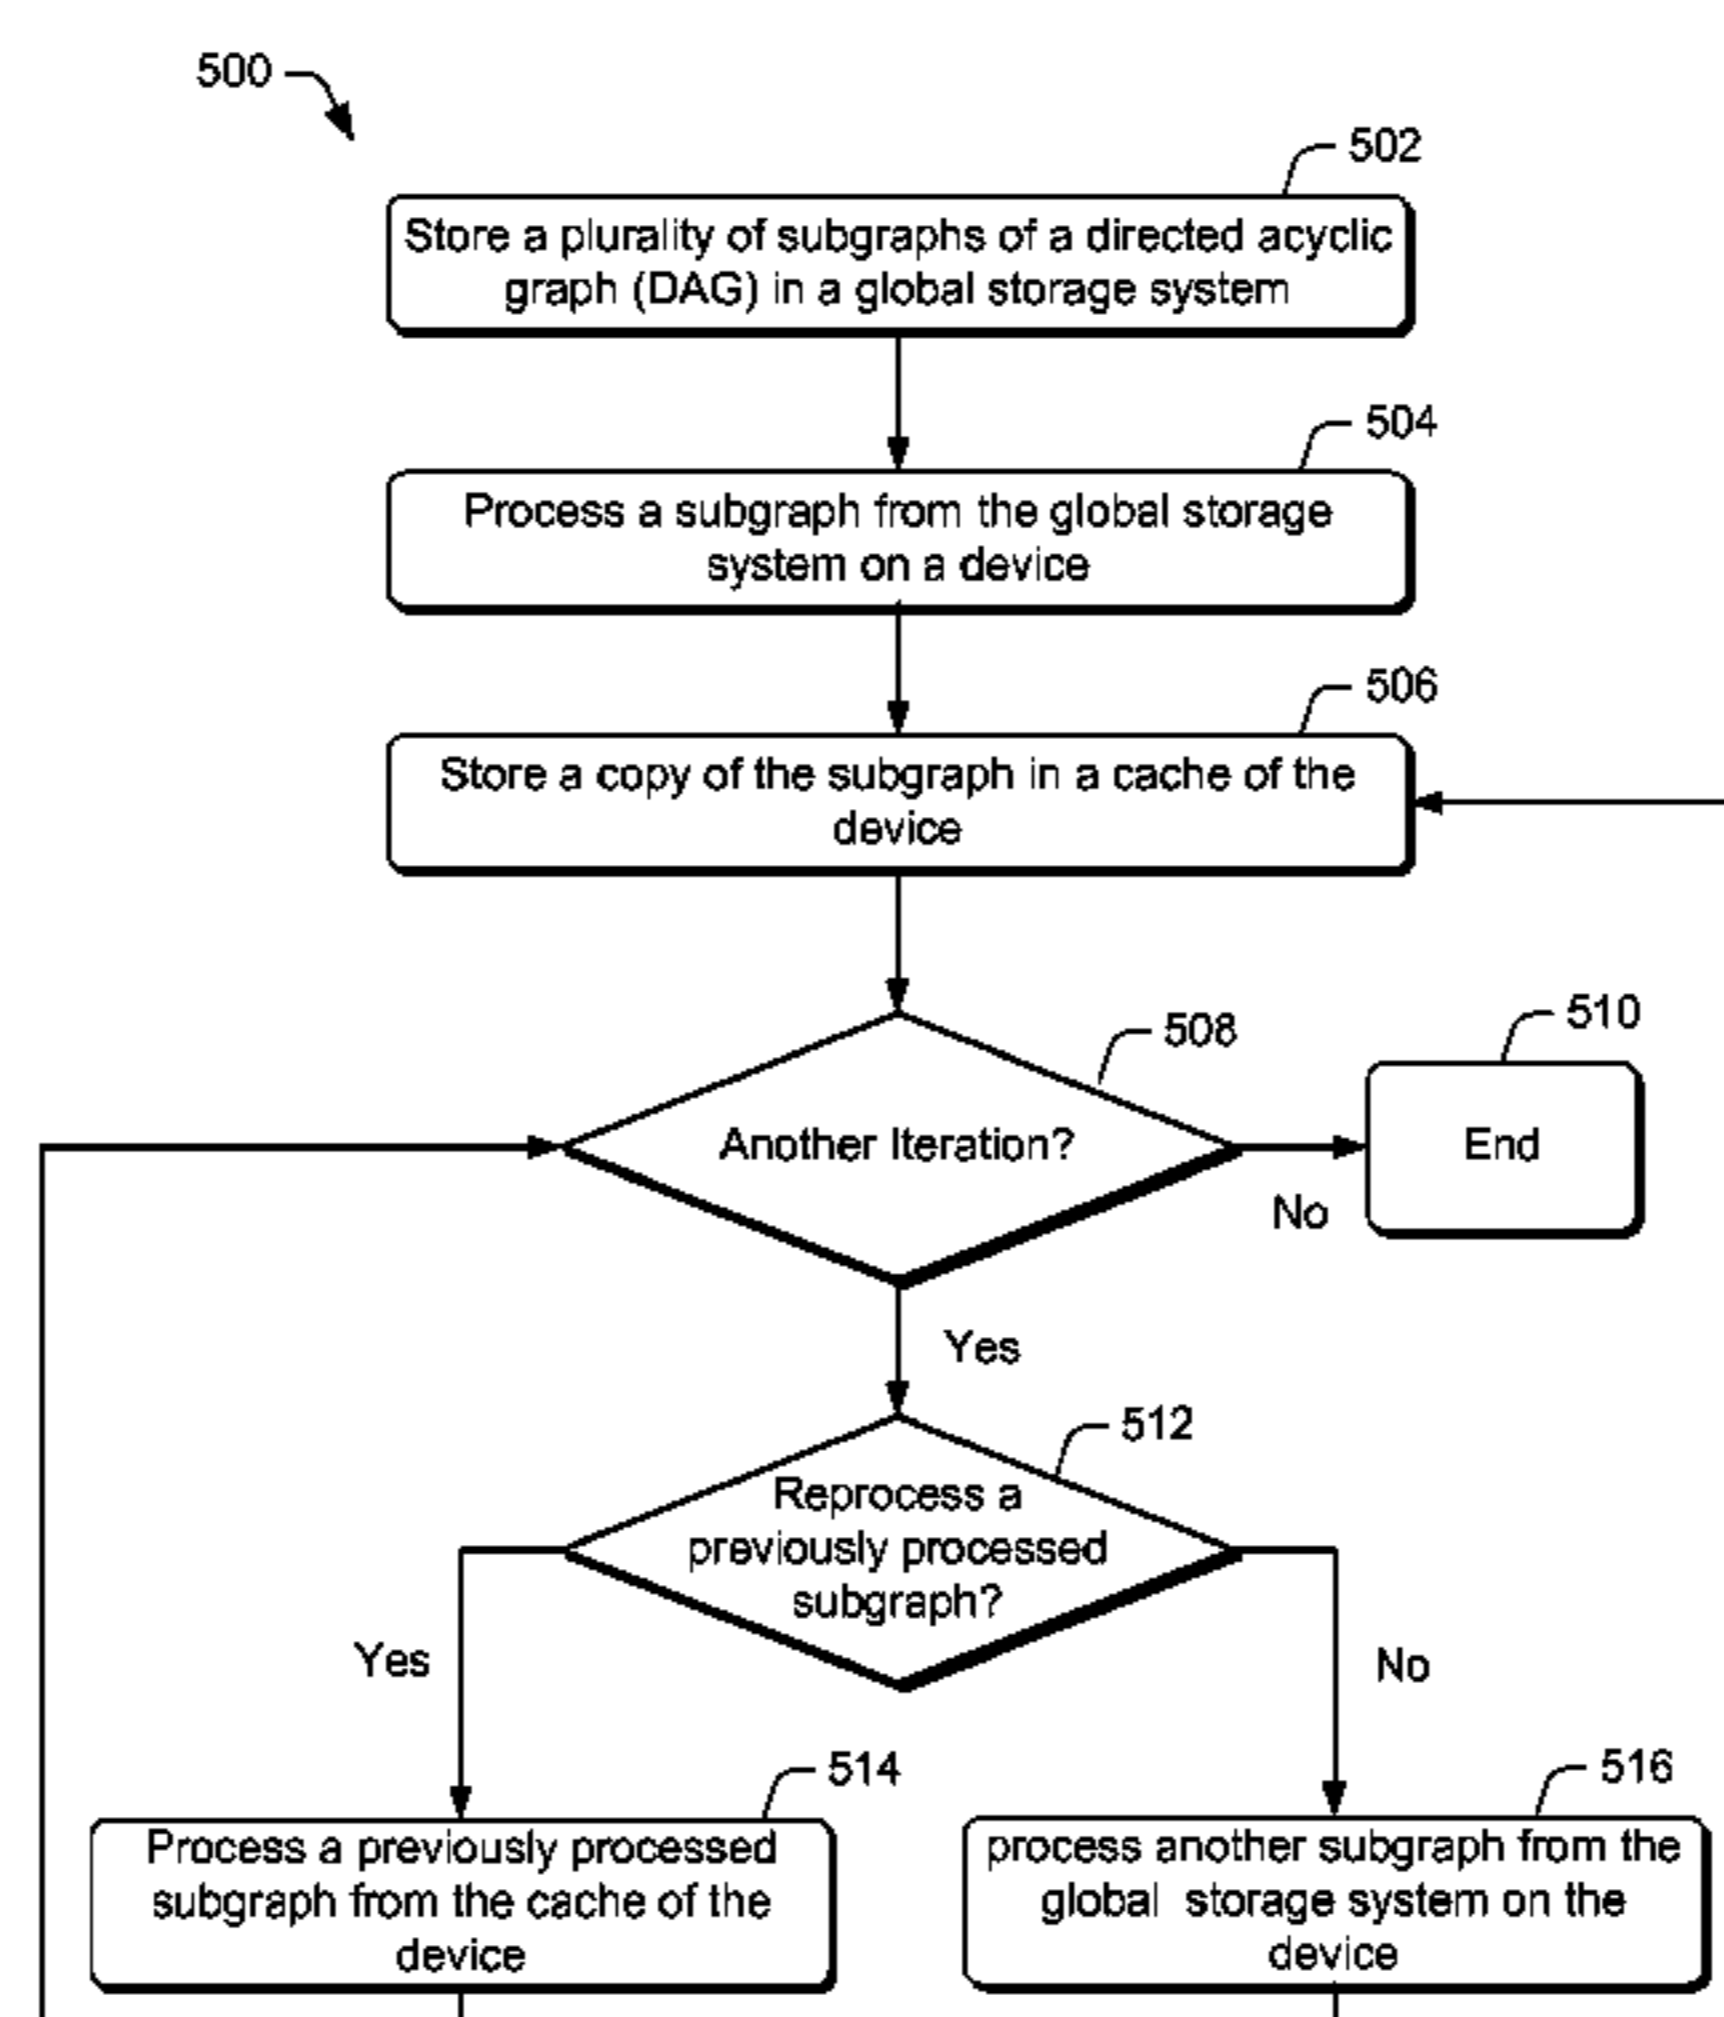 500
502
Store a plurality of subgraphs of a directed acyclic
graph (DAG) in a global storage system
504
Process a subgraph from the global storage
system on a device
506
Store a copy of the subgraph in a cache of the
device
508
Another Iteration?
510
End
No
Yes
512
Reprocess a
previously processed
subgraph?
Yes
No
514
Process a previously processed
subgraph from the cache of the
device
516
process another subgraph from the
global storage system on the
device